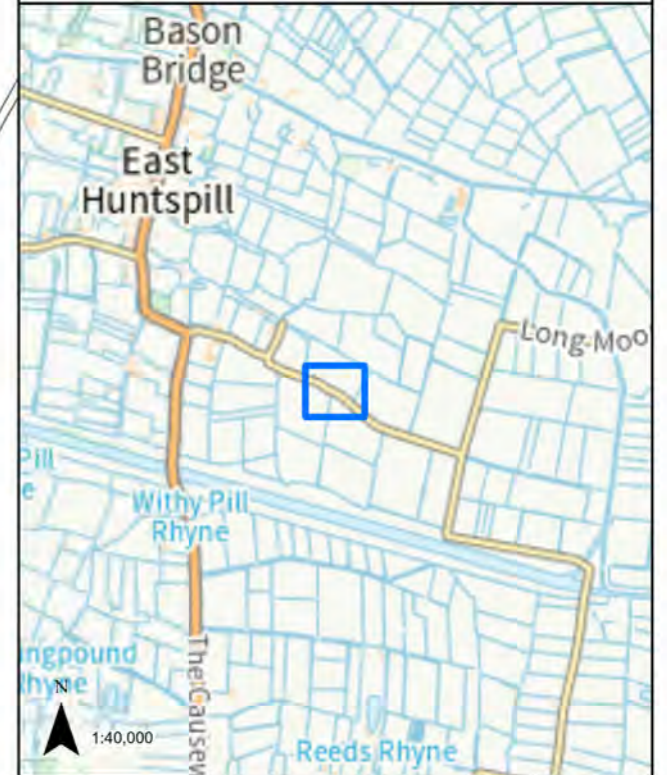 Bason
Bridge
East
Huntspill
Long-Moo
Pill
e
Withy Pill
Rhyne
ngpound
Rhyne
N
1:40,000
The Causew
Reeds Rhyne